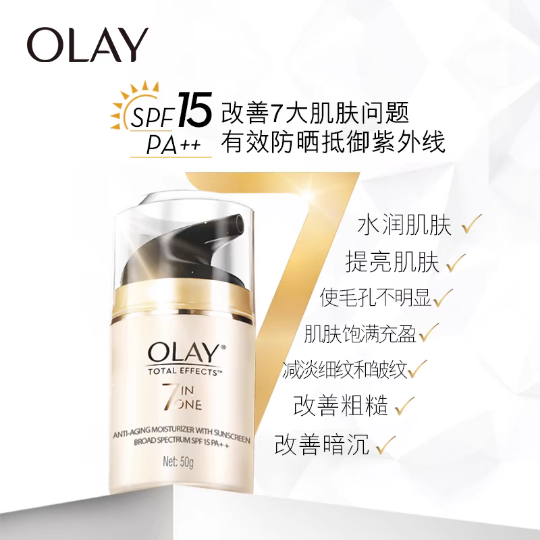 OLAY
SPF15
PA++
改善7大肌肤问题
有效防晒抵御紫外线
7
水润肌肤
提亮肌肤
使毛孔不明显
肌肤饱满充盈
减淡细纹和皱纹
改善粗糙
改善暗沉
OLAY®
TOTAL EFFECTS™
7 IN ONE
ANTI-AGING MOISTURIZER WITH SUNSCREEN
BROAD SPECTRUM SPF 15 PA++
Net: 50g